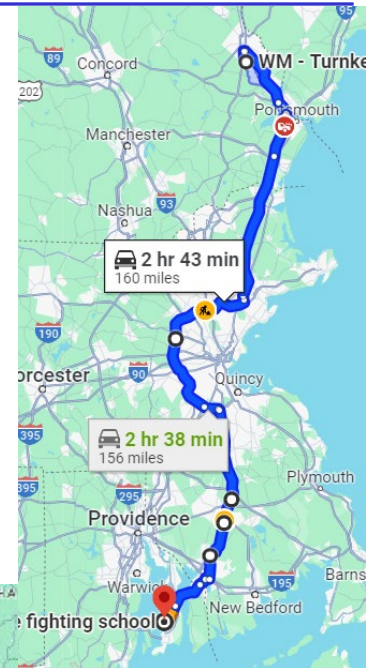 95
89
Concord
WM - Turnke
202
Portsmouth
Manchester
93
Nashua
2 hr 43 min
160 miles
190
orcester
90
Quincy
2 hr 38 min
156 miles
395
395
295
Plymouth
Providence
Warwick
195
Barns
New Bedford
fighting school